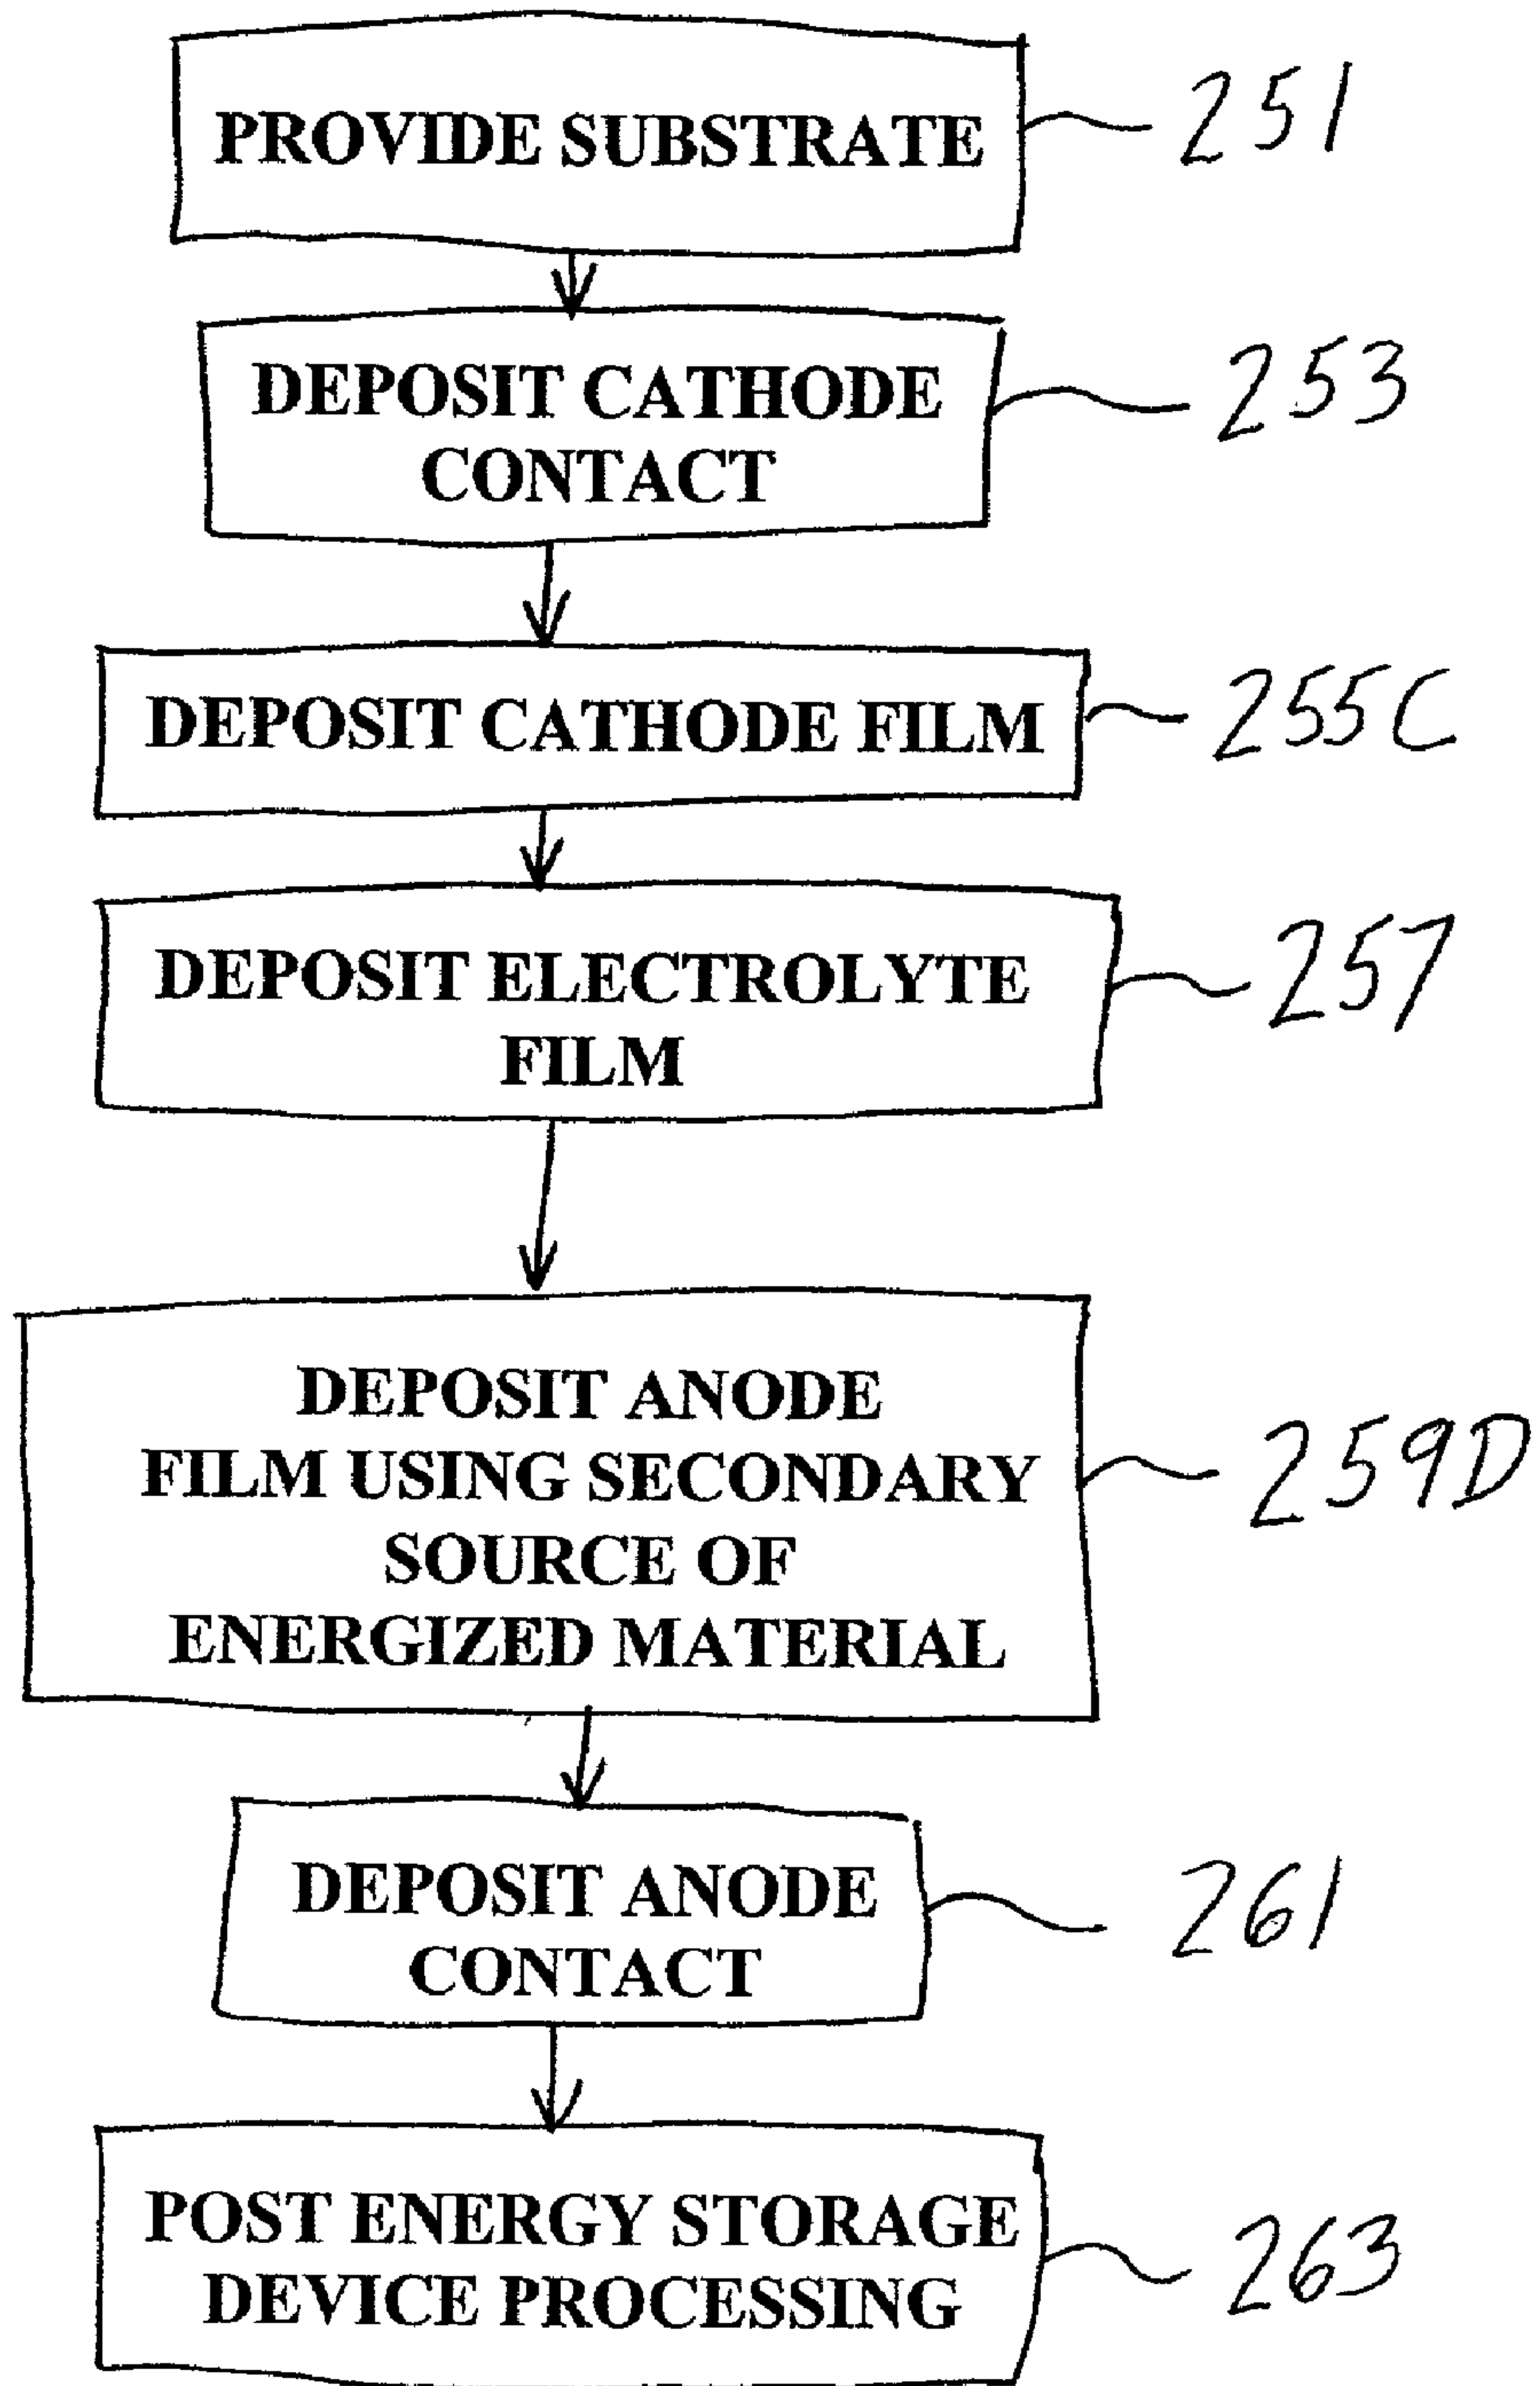 PROVIDE SUBSTRATE
251
DEPOSIT CATHODE
CONTACT
253
DEPOSIT CATHODE FILM
255C
DEPOSIT ELECTROLYTE
FILM
257
DEPOSIT ANODE
FILM USING SECONDARY
SOURCE OF
ENERGIZED MATERIAL
259D
DEPOSIT ANODE
CONTACT
261
POST ENERGY STORAGE
DEVICE PROCESSING
263